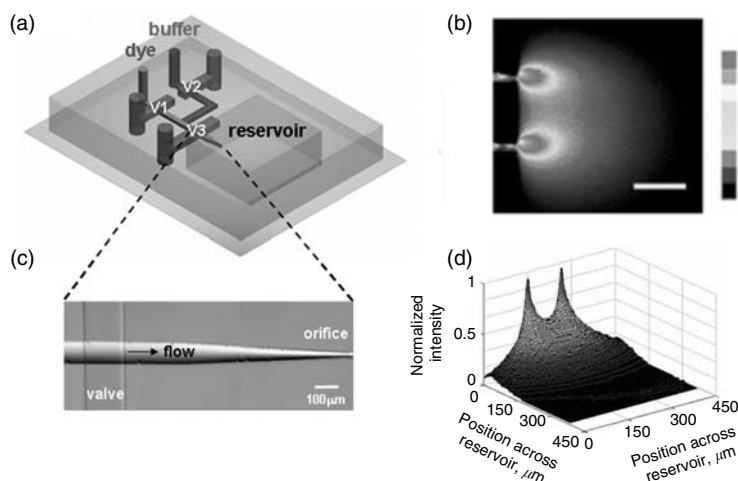 (a)
buffer
dye
V2
V1
V3
reservoir
(b)
(c)
orifice
flow
valve
100μm
(d)
Normalized
intensity
1
0.5
0
0
150
300
450
Position across
reservoir, μm
0
150
300
450
Position across
reservoir, μm